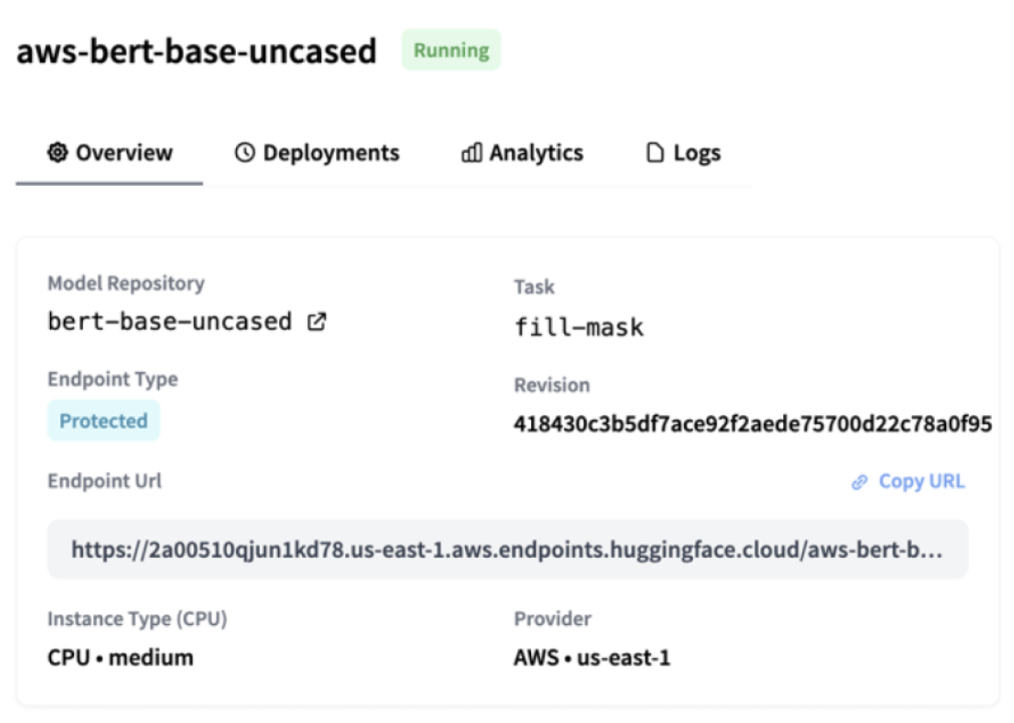 aws-bert-base-uncased Running
Overview Deployments Analytics Logs
Model Repository
bert-base-uncased
Task
fill-mask
Endpoint Type
Protected
Revision
418430c3b5df7ace92f2aede75700d22c78a0f95
Endpoint Url Copy URL
https://2a00510qjun1kd78.us-east-1.aws.endpoints.huggingface.cloud/aws-bert-b...
Instance Type (CPU)
CPU • medium
Provider
AWS • us-east-1